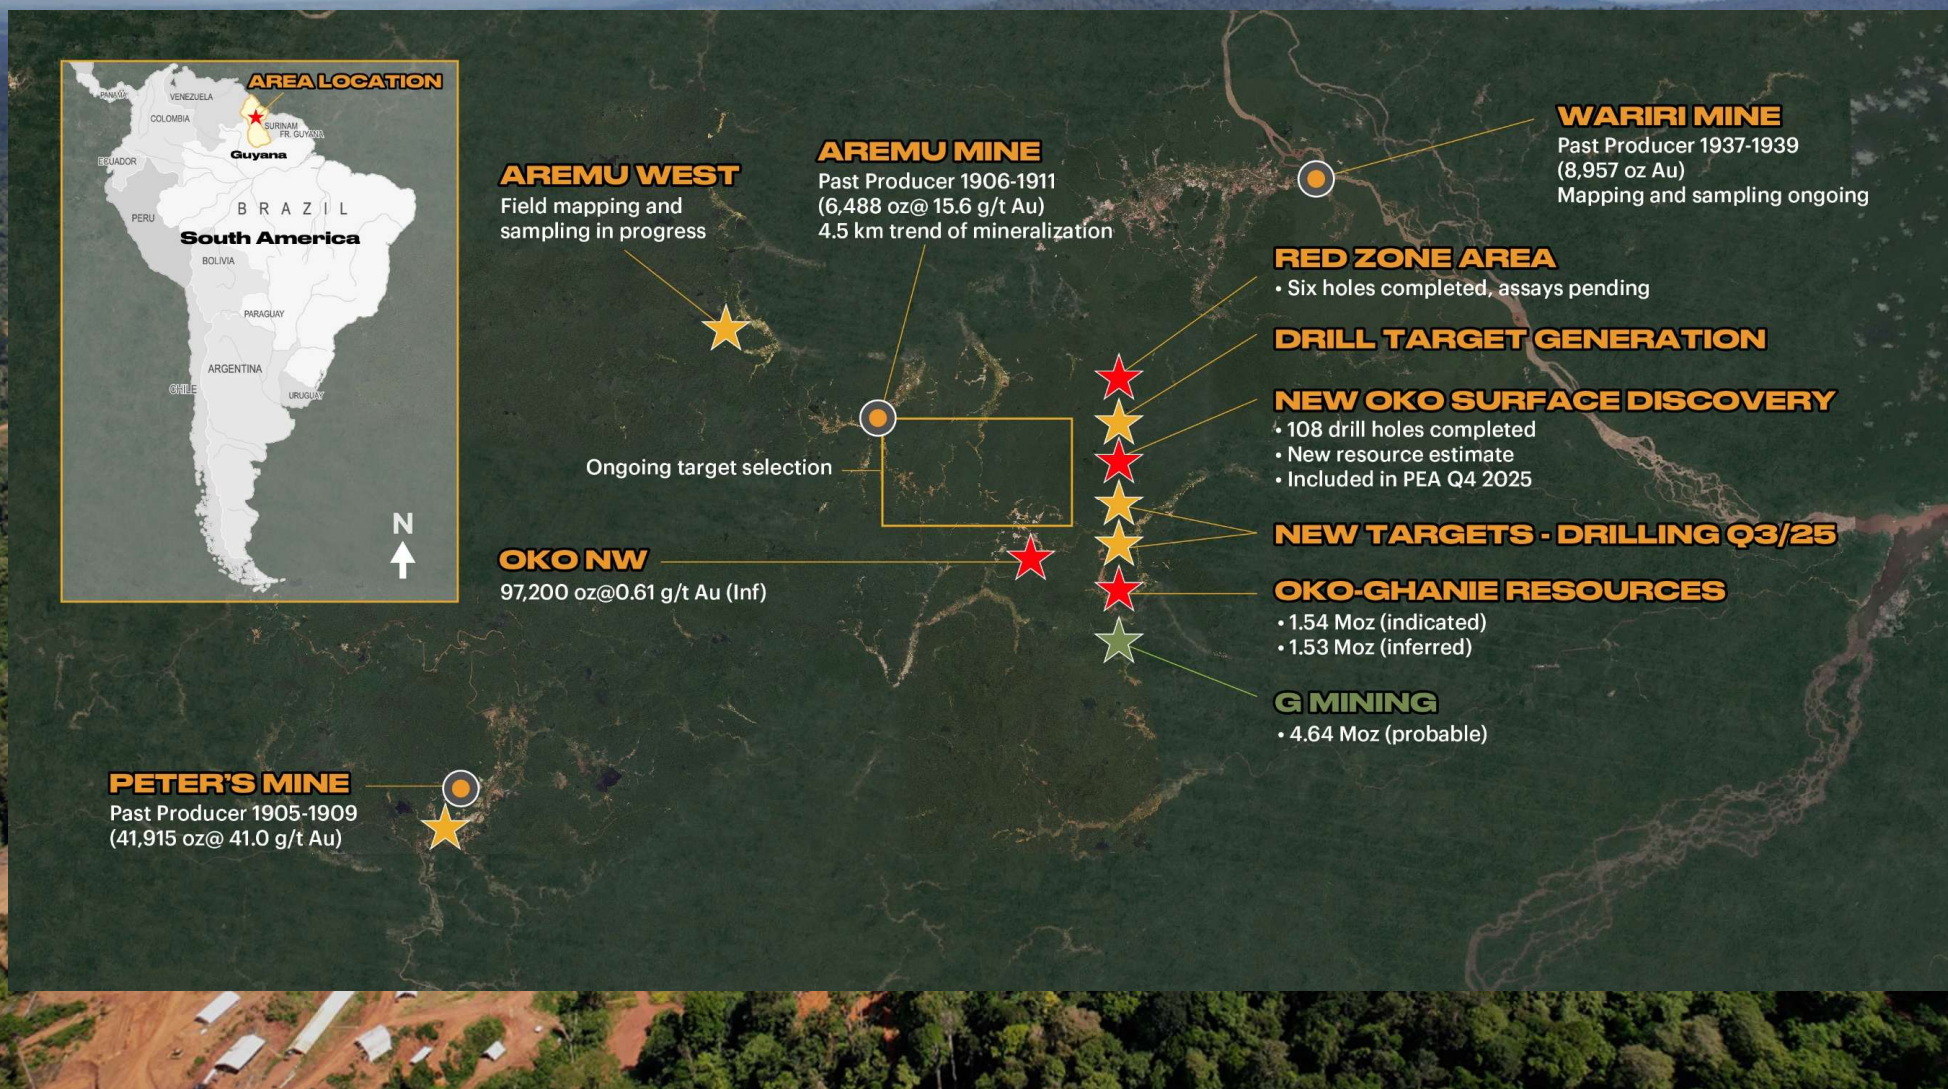 AREA LOCATION
PANAMA
VENEZUELA
COLOMBIA
SURINAM
FR. GUYANA
Guyana
ECUADOR
PERU
BRAZIL
South America
BOLIVIA
PARAGUAY
ARGENTINA
CHILE
URUGUAY
N
AREMU WEST
Field mapping and
sampling in progress
AREMU MINE
Past Producer 1906-1911
(6,488 oz@ 15.6 g/t Au)
4.5 km trend of mineralization
WARIRI MINE
Past Producer 1937-1939
(8,957 oz Au)
Mapping and sampling ongoing
RED ZONE AREA
• Six holes completed, assays pending
DRILL TARGET GENERATION
NEW OKO SURFACE DISCOVERY
• 108 drill holes completed
• New resource estimate
• Included in PEA Q4 2025
Ongoing target selection
NEW TARGETS - DRILLING Q3/25
OKO NW
97,200 oz@0.61 g/t Au (Inf)
OKO-GHANIE RESOURCES
• 1.54 Moz (indicated)
• 1.53 Moz (inferred)
G MINING
• 4.64 Moz (probable)
PETER'S MINE
Past Producer 1905-1909
(41,915 oz@ 41.0 g/t Au)